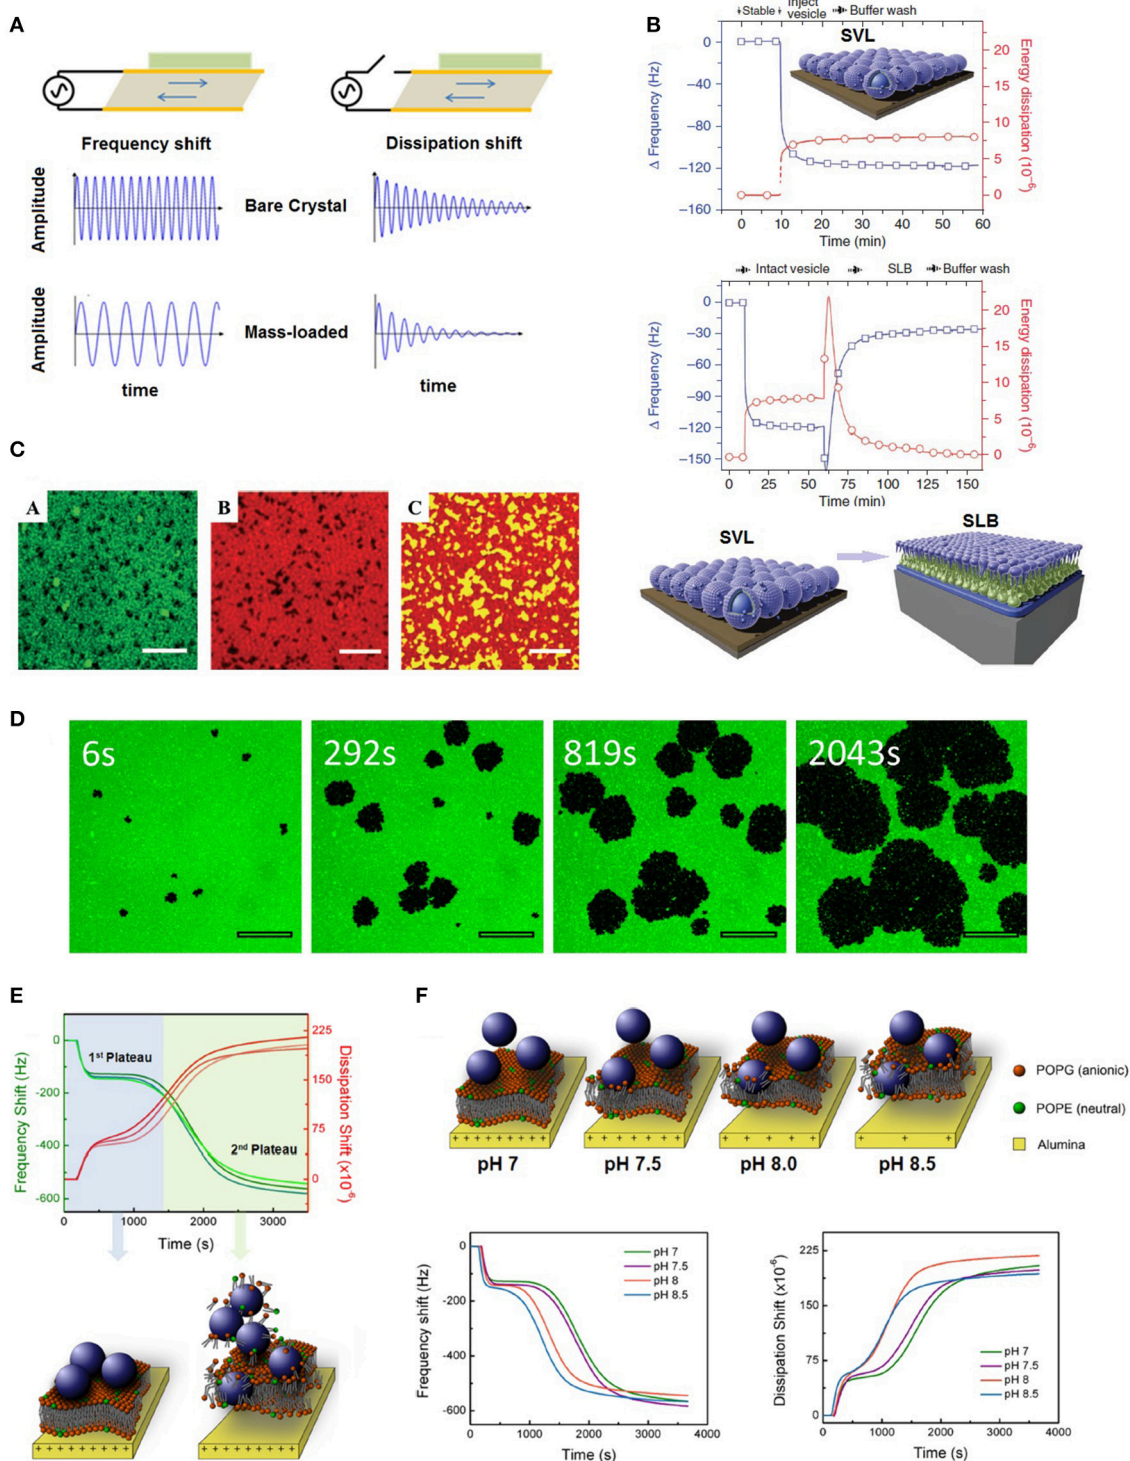 A
Frequency shift
Dissipation shift
Amplitude
Bare Crystal
Amplitude
Mass-loaded
time
time
B
Stable
Inject
vesicle
Buffer wash
SVL
Δ Frequency (Hz)
0
−40
−80
−120
−160
Energy dissipation (10−6)
20
15
10
5
0
0 10 20 30 40 50 60
Time (min)
Intact vesicle SLB Buffer wash
Δ Frequency (Hz)
0
−30
−60
−90
−120
−150
Energy dissipation (10−6)
20
15
10
5
0
0 25 50 75 100 125 150
Time (min)
SVL
SLB
C
A
B
C
D
6s
292s
819s
2043s
E
Frequency Shift (Hz)
0
-200
-400
-600
1st Plateau
2nd Plateau
Dissipation Shift (x10-6)
225
150
75
0
0 1000 2000 3000
Time (s)
+ + + + + + + + +
+ + + + + + + + +
F
+ + + + + + + +
+ + + + + +
+ + + +
+ + +
pH 7
pH 7.5
pH 8.0
pH 8.5
POPG (anionic)
POPE (neutral)
Alumina
Frequency shift (Hz)
0
-200
-400
-600
pH 7
pH 7.5
pH 8
pH 8.5
0 1000 2000 3000 4000
Time (s)
Dissipation Shift (x10-6)
225
150
75
0
pH 7
pH 7.5
pH 8
pH 8.5
0 1000 2000 3000 4000
Time (s)